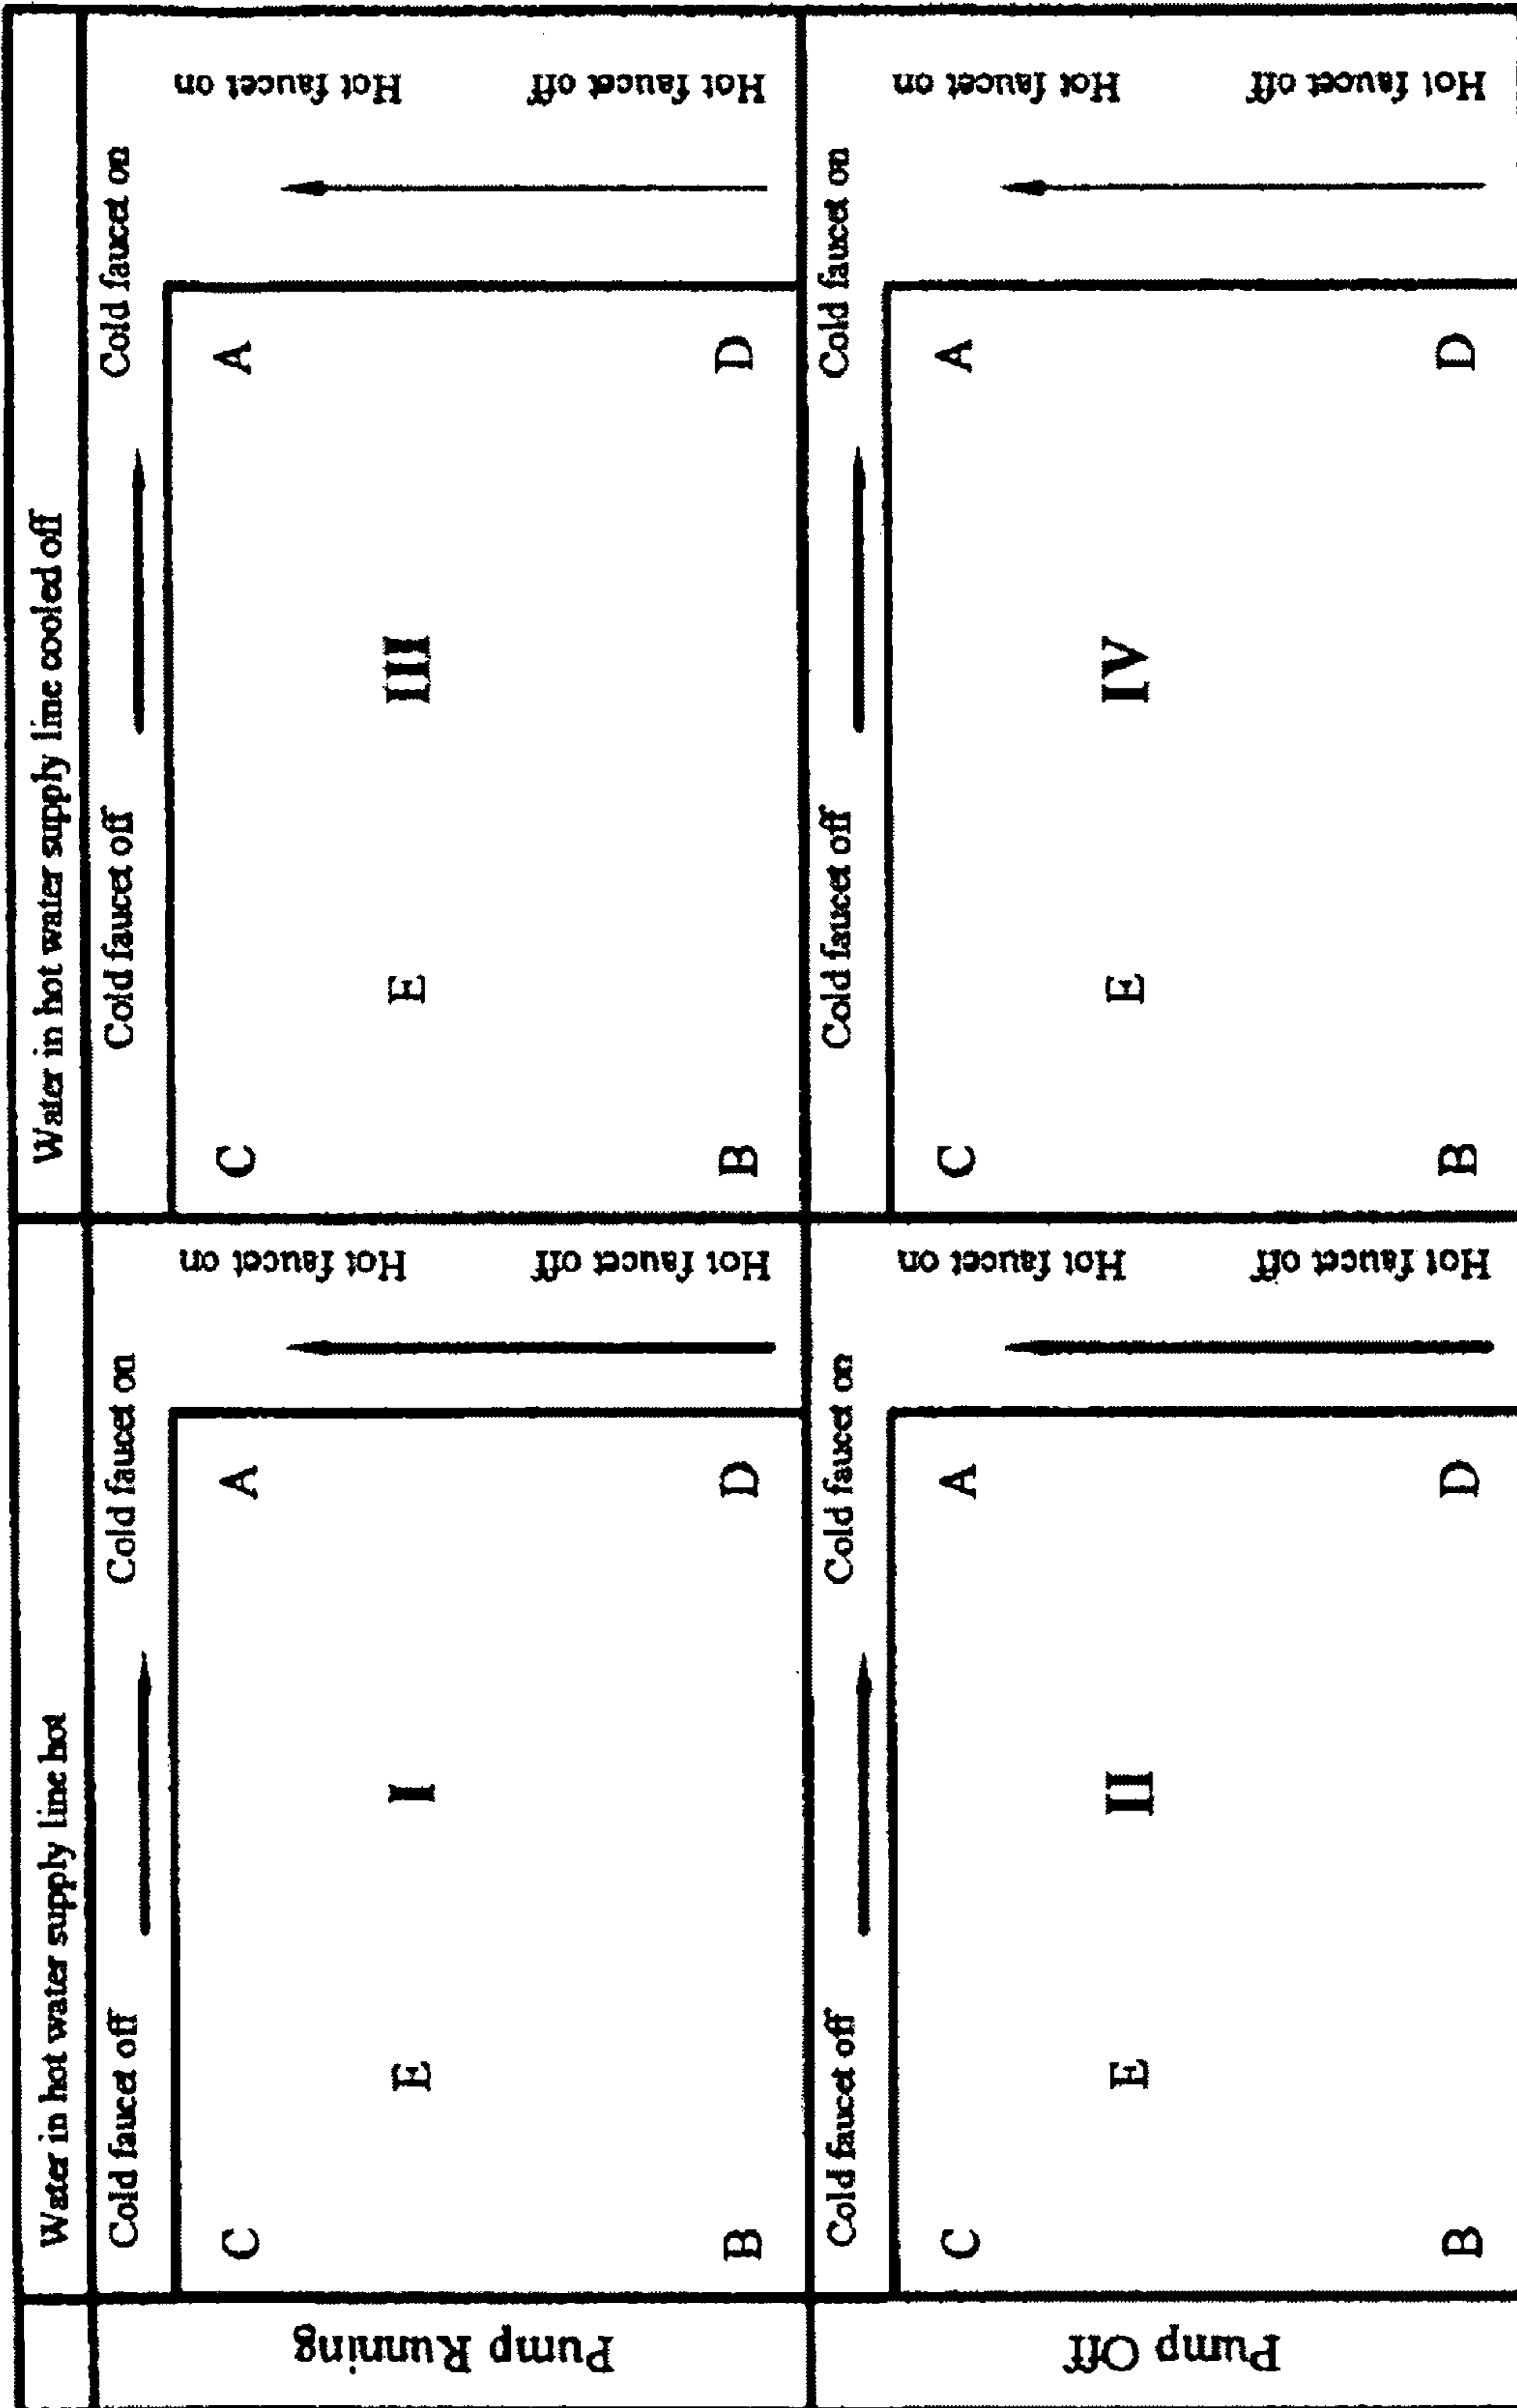 Water in hot water supply line hot
Water in hot water supply line cooled off
Pump Running
Cold faucet off
Cold faucet on
C
A
E
I
B
D
Hot faucet on
Hot faucet off
Cold faucet off
Cold faucet on
C
A
E
III
B
D
Hot faucet on
Hot faucet off
Pump Off
Cold faucet off
Cold faucet on
C
A
E
II
B
D
Hot faucet on
Hot faucet off
Cold faucet off
Cold faucet on
C
A
E
IV
B
D
Hot faucet on
Hot faucet off